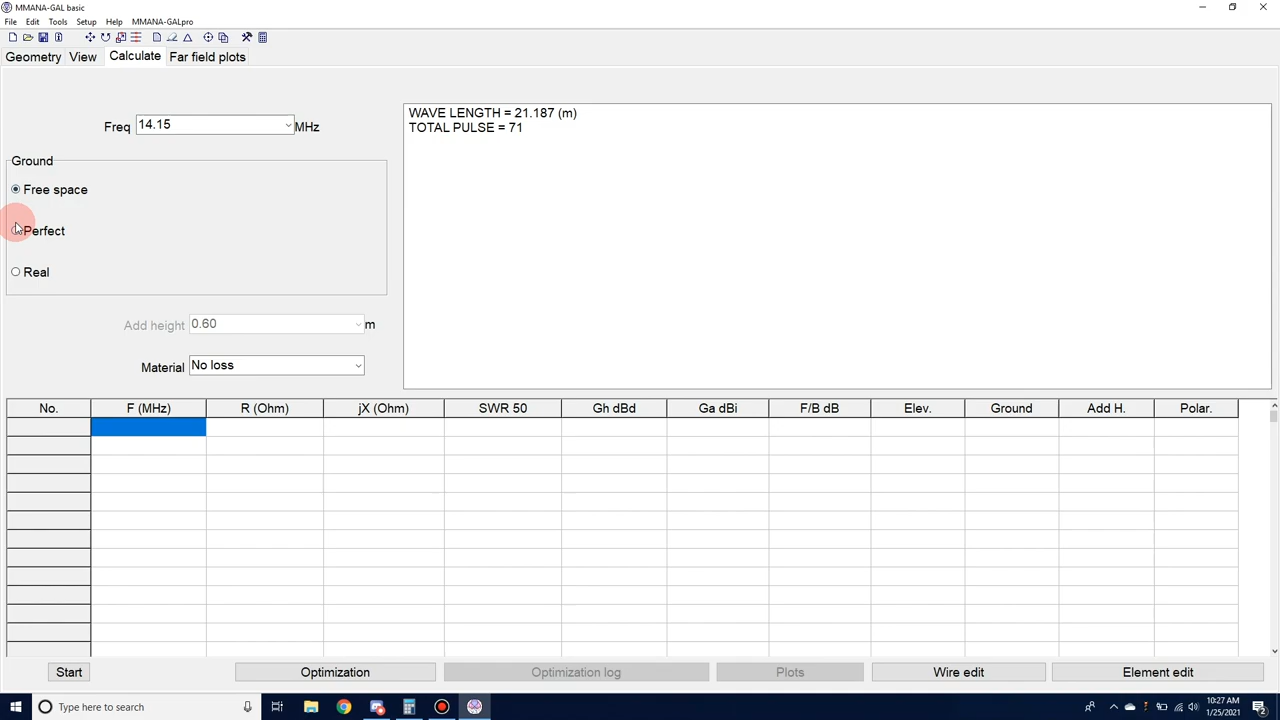 MMANA-GAL basic
File Edit Tools Setup Help MMANA-GALpro
Geometry View Calculate Far field plots
Freq 14.15 MHz
Ground
Free space
Perfect
Real
Add height 0.60 m
Material No loss
WAVE LENGTH = 21.187 (m)
TOTAL PULSE = 71
No. F (MHz) R (Ohm) jX (Ohm) SWR 50 Gh dBd Ga dBi F/B dB Elev. Ground Add H. Polar.
Start Optimization Optimization log Plots Wire edit Element edit
Type here to search
10:27 AM
1/25/2021
2